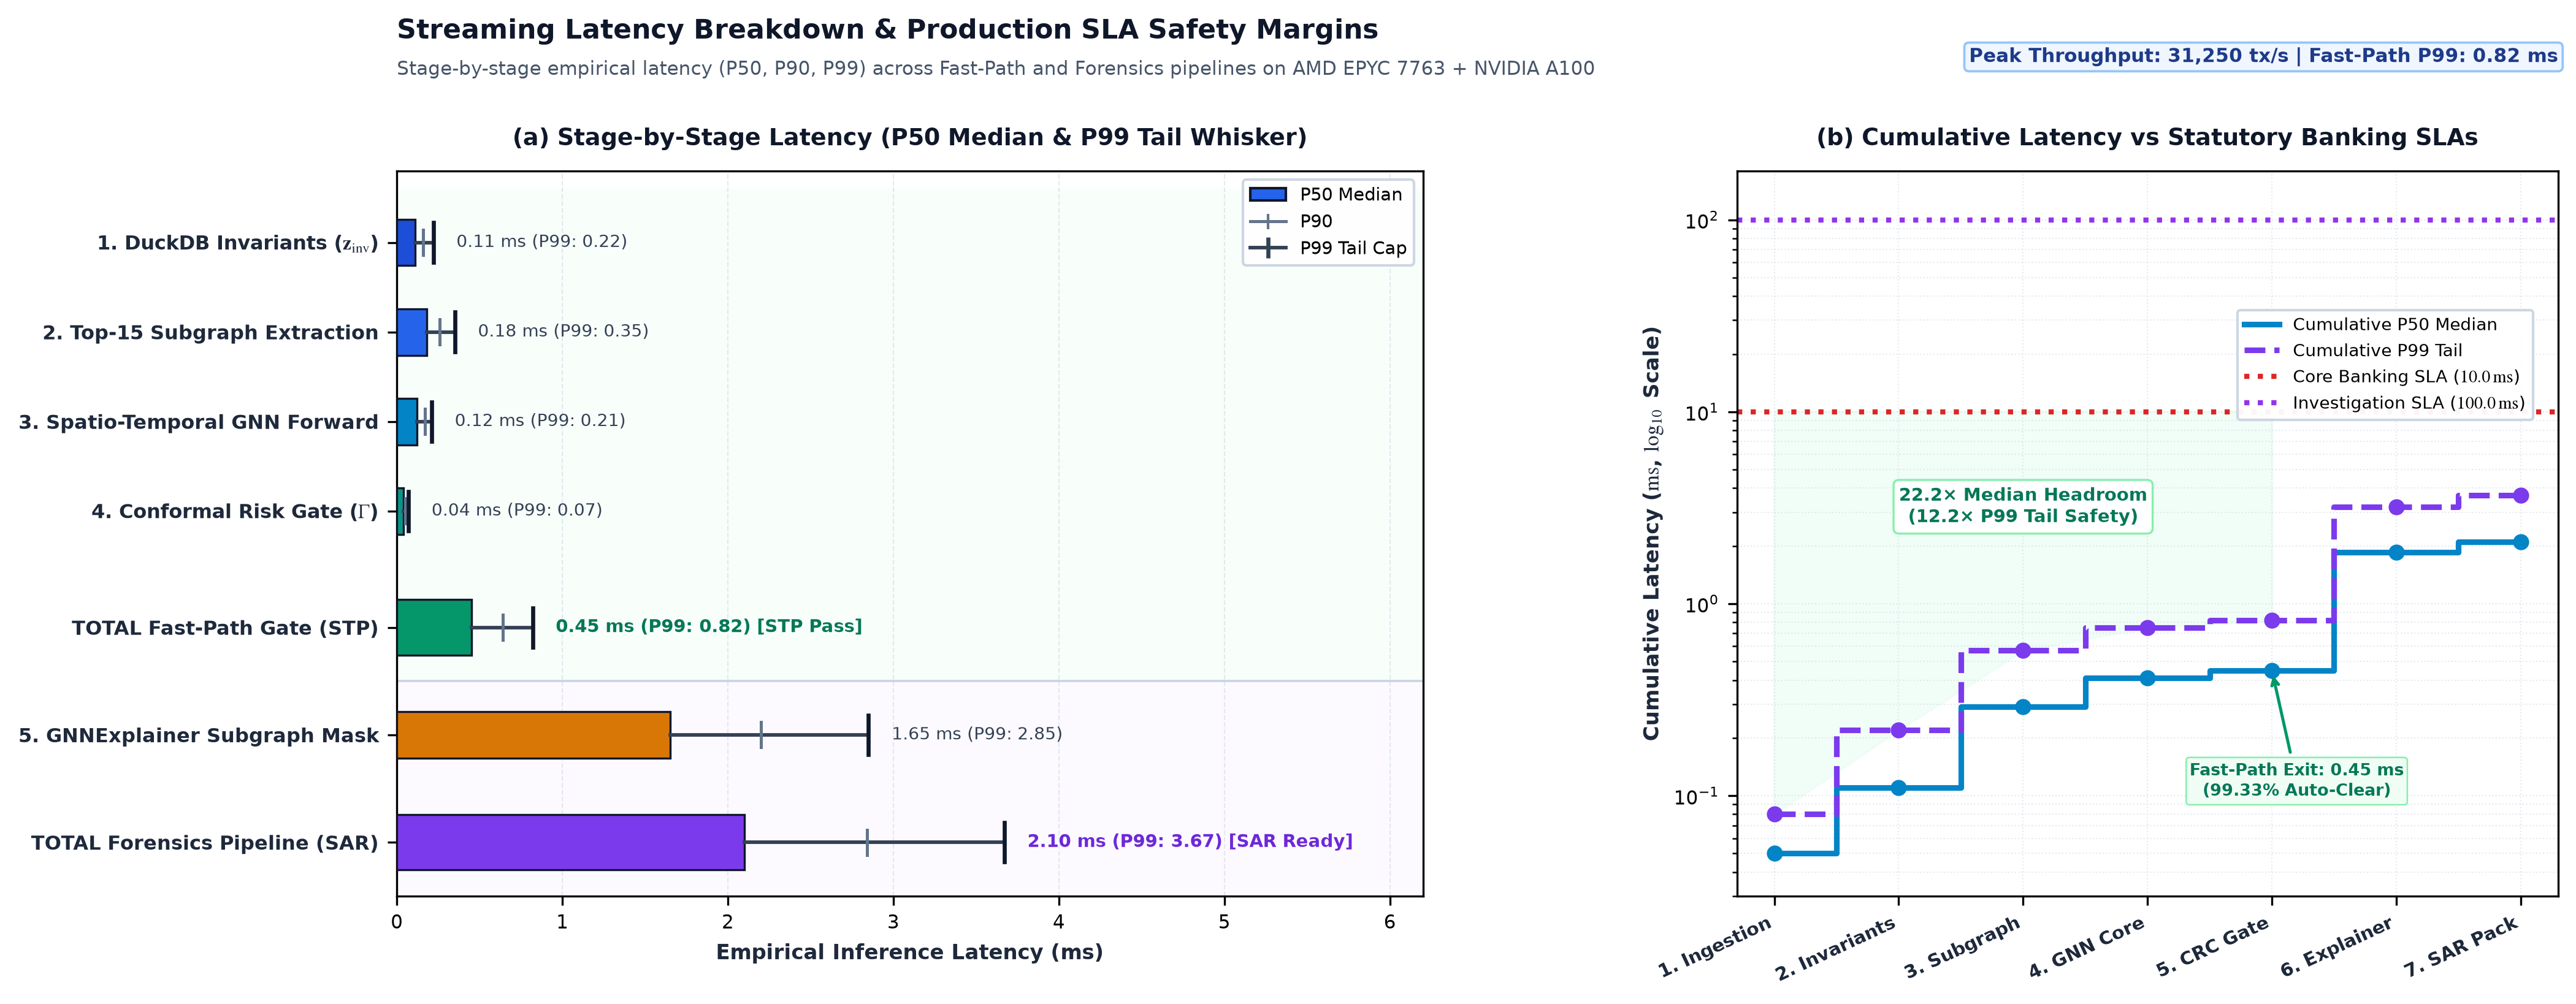 Streaming Latency Breakdown & Production SLA Safety Margins
Stage-by-stage empirical latency (P50, P90, P99) across Fast-Path and Forensics pipelines on AMD EPYC 7763 + NVIDIA A100
Peak Throughput: 31,250 tx/s | Fast-Path P99: 0.82 ms
(a) Stage-by-Stage Latency (P50 Median & P99 Tail Whisker)
P50 Median
P90
P99 Tail Cap
1. DuckDB Invariants (z_inv)
0.11 ms (P99: 0.22)
2. Top-15 Subgraph Extraction
0.18 ms (P99: 0.35)
3. Spatio-Temporal GNN Forward
0.12 ms (P99: 0.21)
4. Conformal Risk Gate (Γ)
0.04 ms (P99: 0.07)
TOTAL Fast-Path Gate (STP)
0.45 ms (P99: 0.82) [STP Pass]
5. GNNExplainer Subgraph Mask
1.65 ms (P99: 2.85)
TOTAL Forensics Pipeline (SAR)
2.10 ms (P99: 3.67) [SAR Ready]
0 1 2 3 4 5 6
Empirical Inference Latency (ms)
(b) Cumulative Latency vs Statutory Banking SLAs
Cumulative Latency (ms, log₁₀ Scale)
10²
10¹
10⁰
10⁻¹
Cumulative P50 Median
Cumulative P99 Tail
Core Banking SLA (10.0 ms)
Investigation SLA (100.0 ms)
22.2× Median Headroom
(12.2× P99 Tail Safety)
Fast-Path Exit: 0.45 ms
(99.33% Auto-Clear)
1. Ingestion
2. Invariants
3. Subgraph
4. GNN Core
5. CRC Gate
6. Explainer
7. SAR Pack